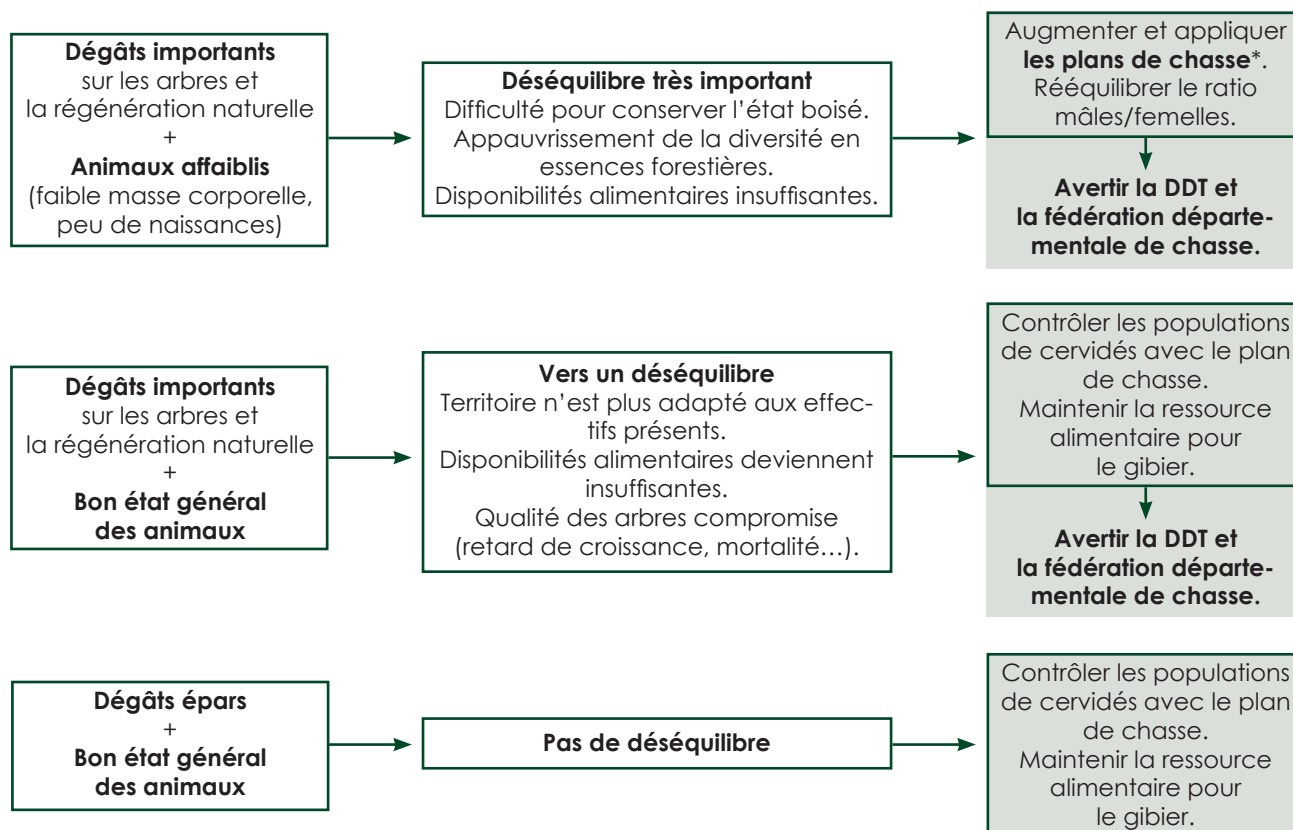 Dégâts importants
sur les arbres et
la régénération naturelle
+
Animaux affaiblis
(faible masse corporelle,
peu de naissances)
Déséquilibre très important
Difficulté pour conserver l'état boisé.
Appauvrissement de la diversité en
essences forestières.
Disponibilités alimentaires insuffisantes.
Augmenter et appliquer
les plans de chasse*.
Rééquilibrer le ratio
mâles/femelles.
Avertir la DDT et
la fédération départe-
mentale de chasse.
Dégâts importants
sur les arbres et
la régénération naturelle
+
Bon état général
des animaux
Vers un déséquilibre
Territoire n'est plus adapté aux effec-
tifs présents.
Disponibilités alimentaires deviennent
insuffisantes.
Qualité des arbres compromise
(retard de croissance, mortalité…).
Contrôler les populations
de cervidés avec le plan
de chasse.
Maintenir la ressource
alimentaire pour
le gibier.
Avertir la DDT et
la fédération départe-
mentale de chasse.
Dégâts épars
+
Bon état général
des animaux
Pas de déséquilibre
Contrôler les populations
de cervidés avec le plan
de chasse.
Maintenir la ressource
alimentaire pour
le gibier.